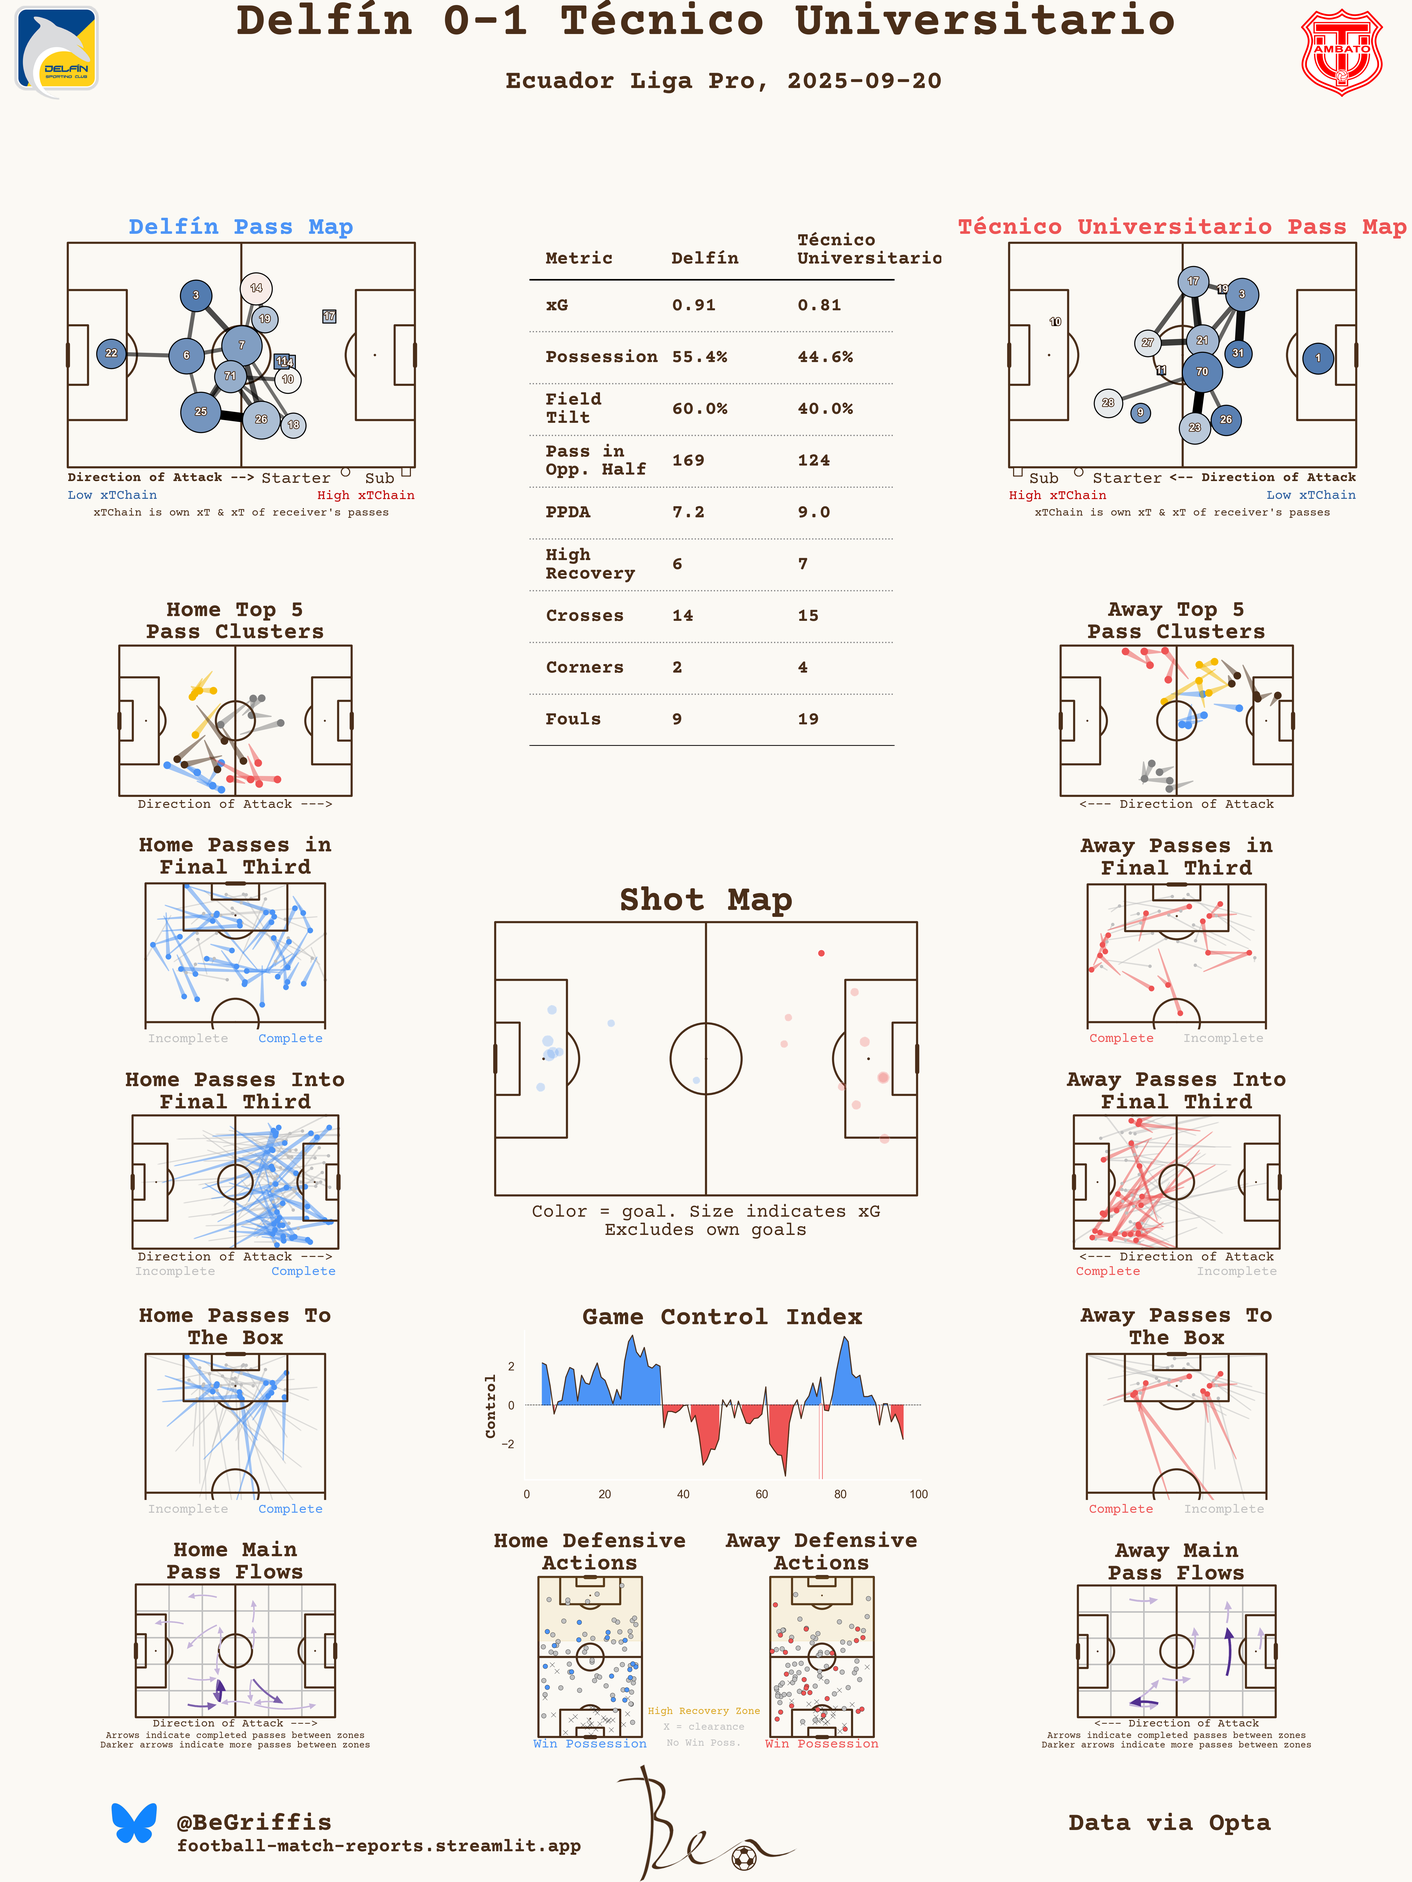 Delfín 0-1 Técnico Universitario
Ecuador Liga Pro, 2025-09-20
DELFÍN
SPORTING CLUB
AMBATO
Delfín Pass Map
3
14
19
17
22
6
7
11
10
71
25
26
18
Direction of Attack --> Starter Sub
Low xTChain High xTChain
xTChain is own xT & xT of receiver's passes
Metric Delfín Técnico Universitario
xG 0.91 0.81
Possession 55.4% 44.6%
Field Tilt 60.0% 40.0%
Pass in Opp. Half 169 124
PPDA 7.2 9.0
High Recovery 6 7
Crosses 14 15
Corners 2 4
Fouls 9 19
Técnico Universitario Pass Map
17
19
3
10
27
21
31
1
11
70
28
9
26
23
Sub Starter <-- Direction of Attack
High xTChain Low xTChain
xTChain is own xT & xT of receiver's passes
Home Top 5
Pass Clusters
Direction of Attack --->
Away Top 5
Pass Clusters
<--- Direction of Attack
Home Passes in
Final Third
Incomplete Complete
Away Passes in
Final Third
Complete Incomplete
Shot Map
Color = goal. Size indicates xG
Excludes own goals
Home Passes Into
Final Third
Direction of Attack --->
Incomplete Complete
Away Passes Into
Final Third
<--- Direction of Attack
Complete Incomplete
Home Passes To
The Box
Incomplete Complete
Game Control Index
Control
2
0
−2
0 20 40 60 80 100
Away Passes To
The Box
Complete Incomplete
Home Main
Pass Flows
Direction of Attack --->
Arrows indicate completed passes between zones
Darker arrows indicate more passes between zones
Home Defensive
Actions
Win Possession
Away Defensive
Actions
Win Possession
High Recovery Zone
X = clearance
No Win Poss.
Away Main
Pass Flows
<--- Direction of Attack
Arrows indicate completed passes between zones
Darker arrows indicate more passes between zones
@BeGriffis
football-match-reports.streamlit.app
Ben
Data via Opta